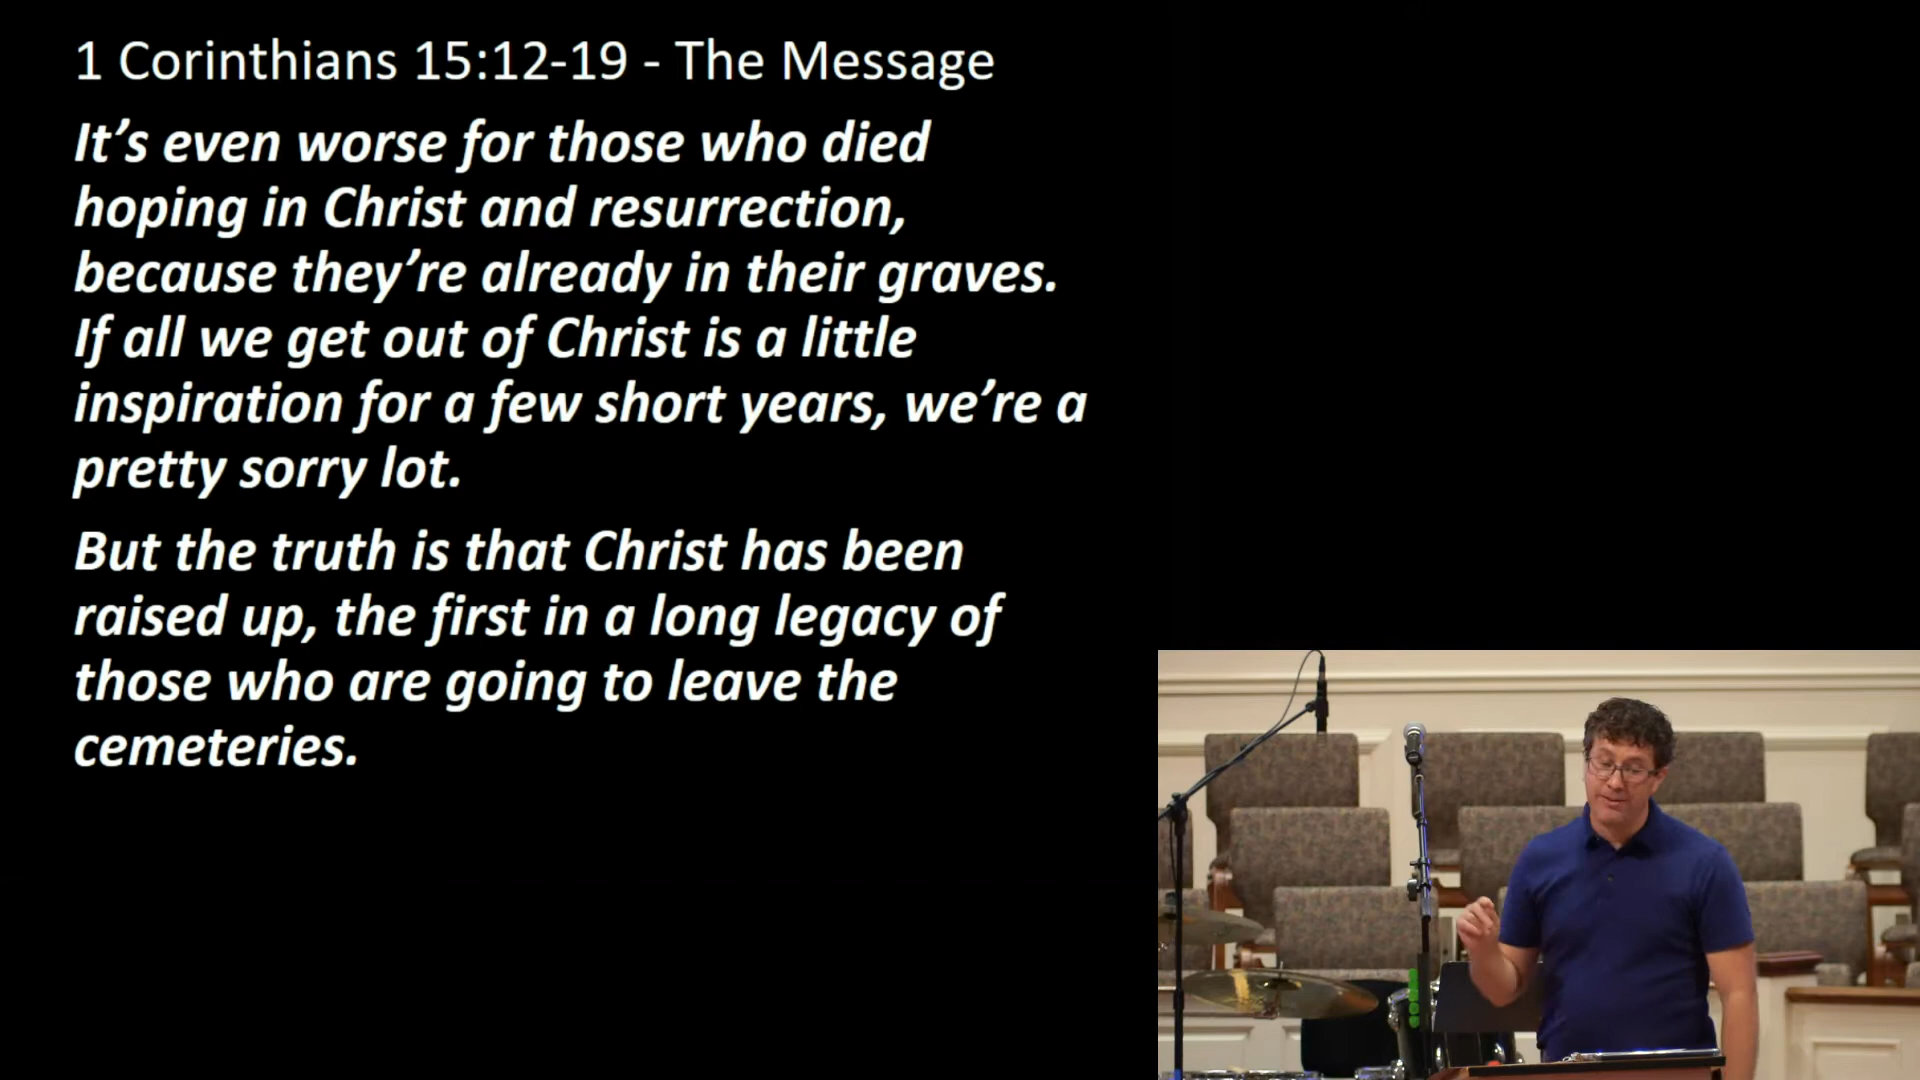 1 Corinthians 15:12-19 - The Message
It’s even worse for those who died
hoping in Christ and resurrection,
because they’re already in their graves.
If all we get out of Christ is a little
inspiration for a few short years, we’re a
pretty sorry lot.
But the truth is that Christ has been
raised up, the first in a long legacy of
those who are going to leave the
cemeteries.